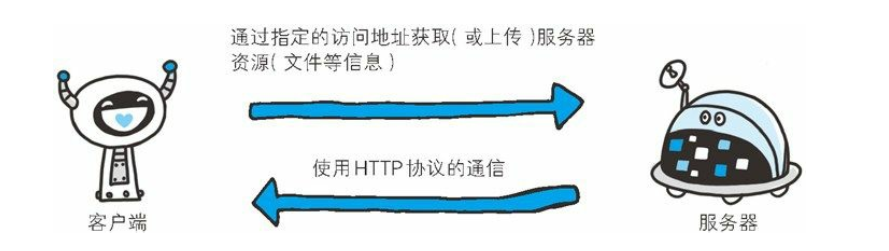 通过指定的访问地址获取( 或上传 )服务器
资源( 文件等信息 )
使用HTTP协议的通信
客户端
服务器